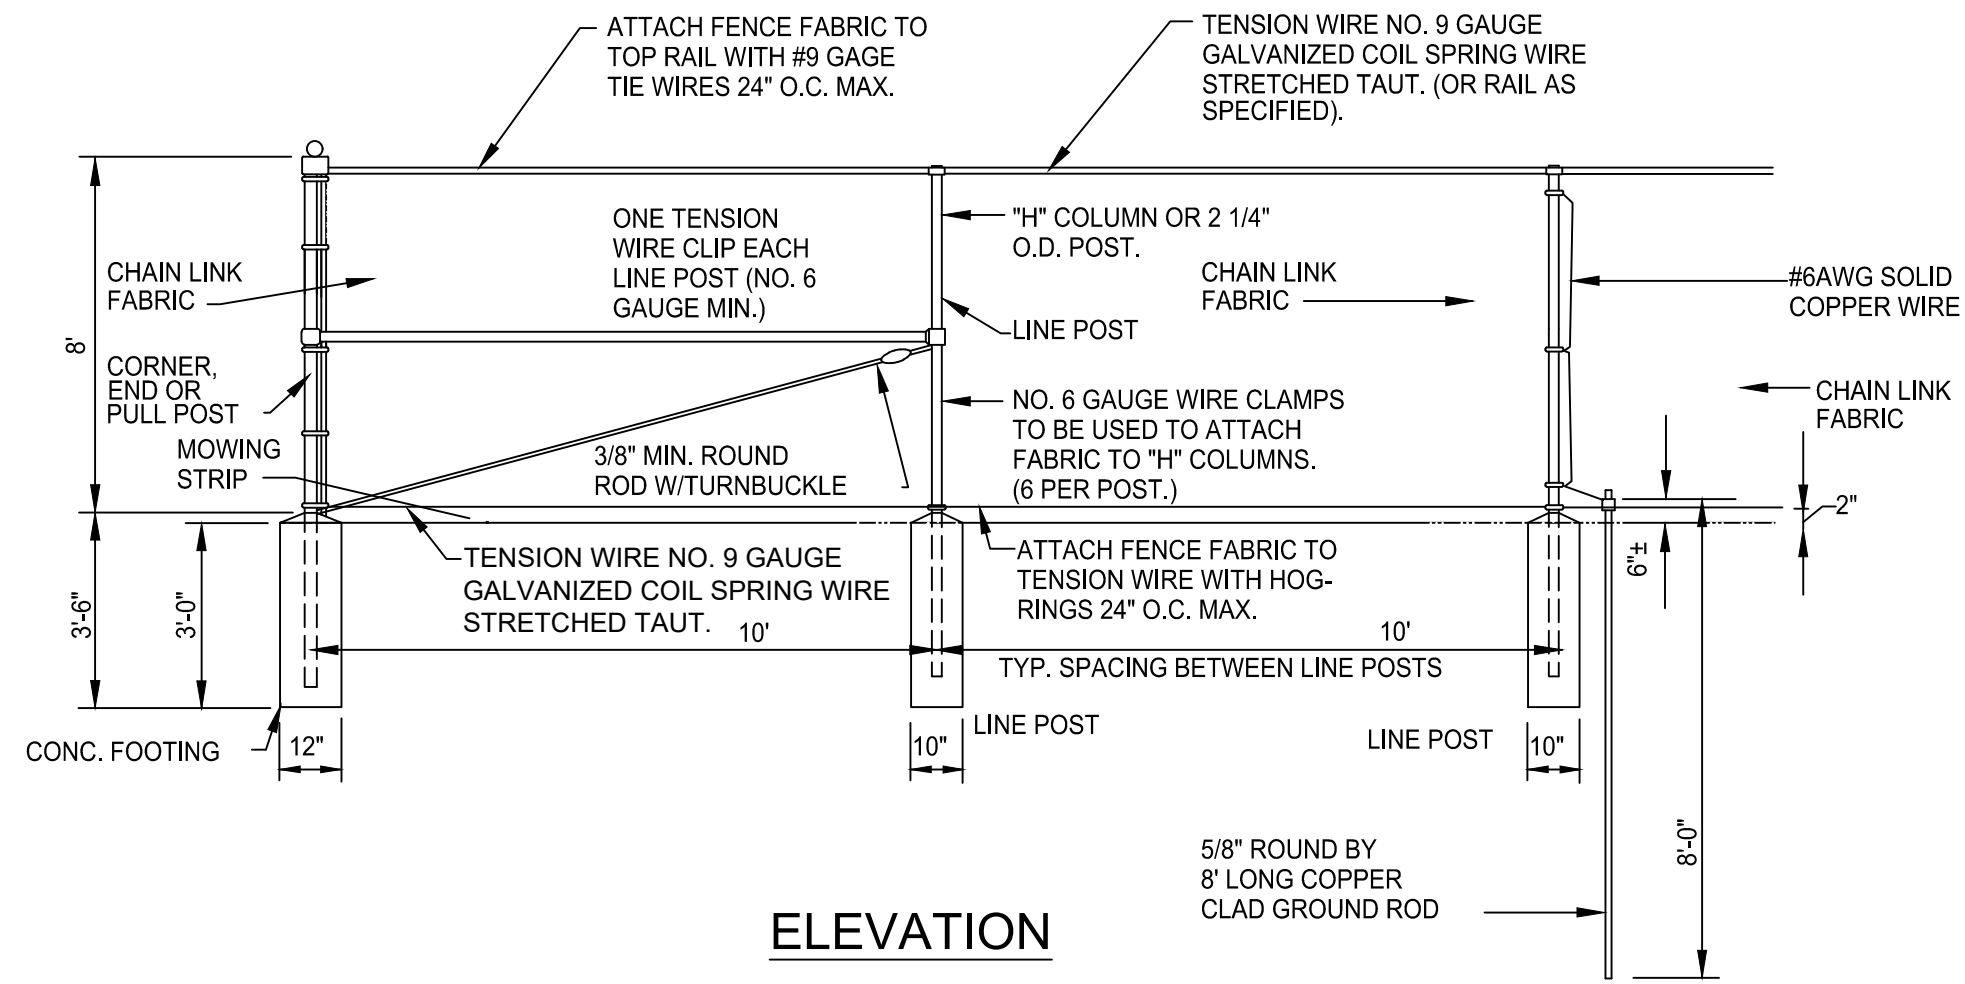 ATTACH FENCE FABRIC TO
TOP RAIL WITH #9 GAGE
TIE WIRES 24" O.C. MAX.
TENSION WIRE NO. 9 GAUGE
GALVANIZED COIL SPRING WIRE
STRETCHED TAUT. (OR RAIL AS
SPECIFIED).
8'
CHAIN LINK
FABRIC
ONE TENSION
WIRE CLIP EACH
LINE POST (NO. 6
GAUGE MIN.)
"H" COLUMN OR 2 1/4"
O.D. POST.
CHAIN LINK
FABRIC
#6AWG SOLID
COPPER WIRE
LINE POST
CORNER,
END OR
PULL POST
MOWING
STRIP
3/8" MIN. ROUND
ROD W/TURNBUCKLE
NO. 6 GAUGE WIRE CLAMPS
TO BE USED TO ATTACH
FABRIC TO "H" COLUMNS.
(6 PER POST.)
CHAIN LINK
FABRIC
2"
6"±
3'-6"
3'-0"
TENSION WIRE NO. 9 GAUGE
GALVANIZED COIL SPRING WIRE
STRETCHED TAUT.
ATTACH FENCE FABRIC TO
TENSION WIRE WITH HOG-
RINGS 24" O.C. MAX.
10'
10'
TYP. SPACING BETWEEN LINE POSTS
CONC. FOOTING
12"
10"
LINE POST
LINE POST
10"
8'-0"
5/8" ROUND BY
8' LONG COPPER
CLAD GROUND ROD
ELEVATION